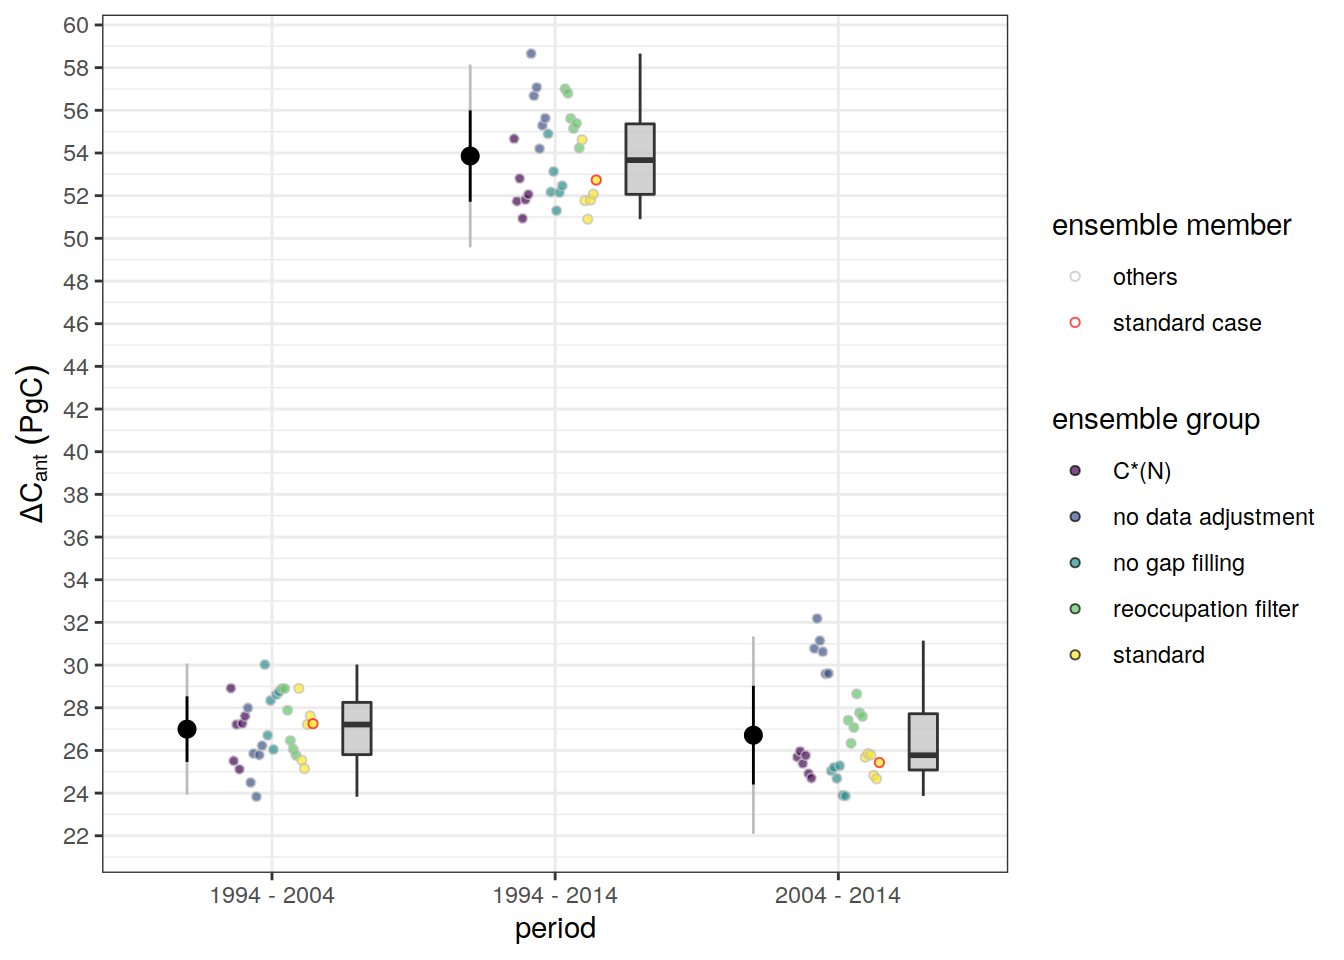 60
58
56
54
52
50
48
46
44
42
40
38
36
34
32
30
28
26
24
22
ΔCant (PgC)
1994 - 2004
1994 - 2014
2004 - 2014
period
ensemble member
others
standard case
ensemble group
C*(N)
no data adjustment
no gap filling
reoccupation filter
standard